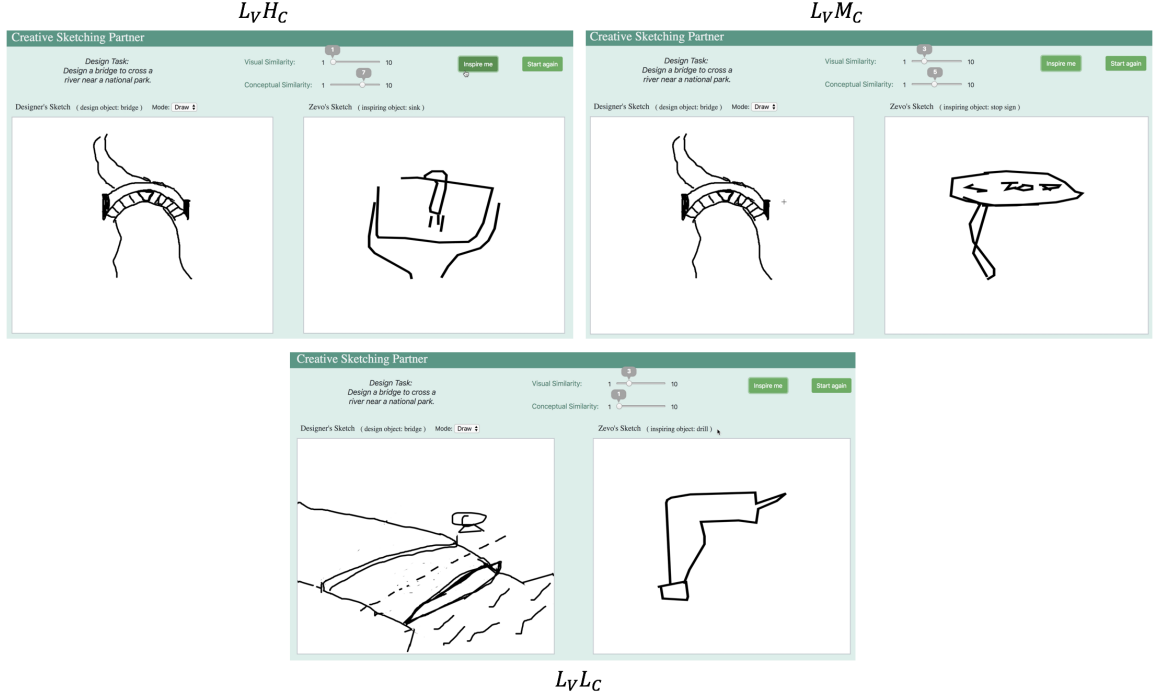 L_V H_C
L_V M_C
Creative Sketching Partner
Design Task:
Design a bridge to cross a
river near a national park.
Visual Similarity: 1 1 10
Conceptual Similarity: 1 7 10
Inspire me
Start again
Designer's Sketch ( design object: bridge ) Mode: Draw
Zevo's Sketch ( inspiring object: sink )
Creative Sketching Partner
Design Task:
Design a bridge to cross a
river near a national park.
Visual Similarity: 1 3 10
Conceptual Similarity: 1 5 10
Inspire me
Start again
Designer's Sketch ( design object: bridge ) Mode: Draw
Zevo's Sketch ( inspiring object: stop sign )
Creative Sketching Partner
Design Task:
Design a bridge to cross a
river near a national park.
Visual Similarity: 1 3 10
Conceptual Similarity: 1 1 10
Inspire me
Start again
Designer's Sketch ( design object: bridge ) Mode: Draw
Zevo's Sketch ( inspiring object: drill )
L_V L_C